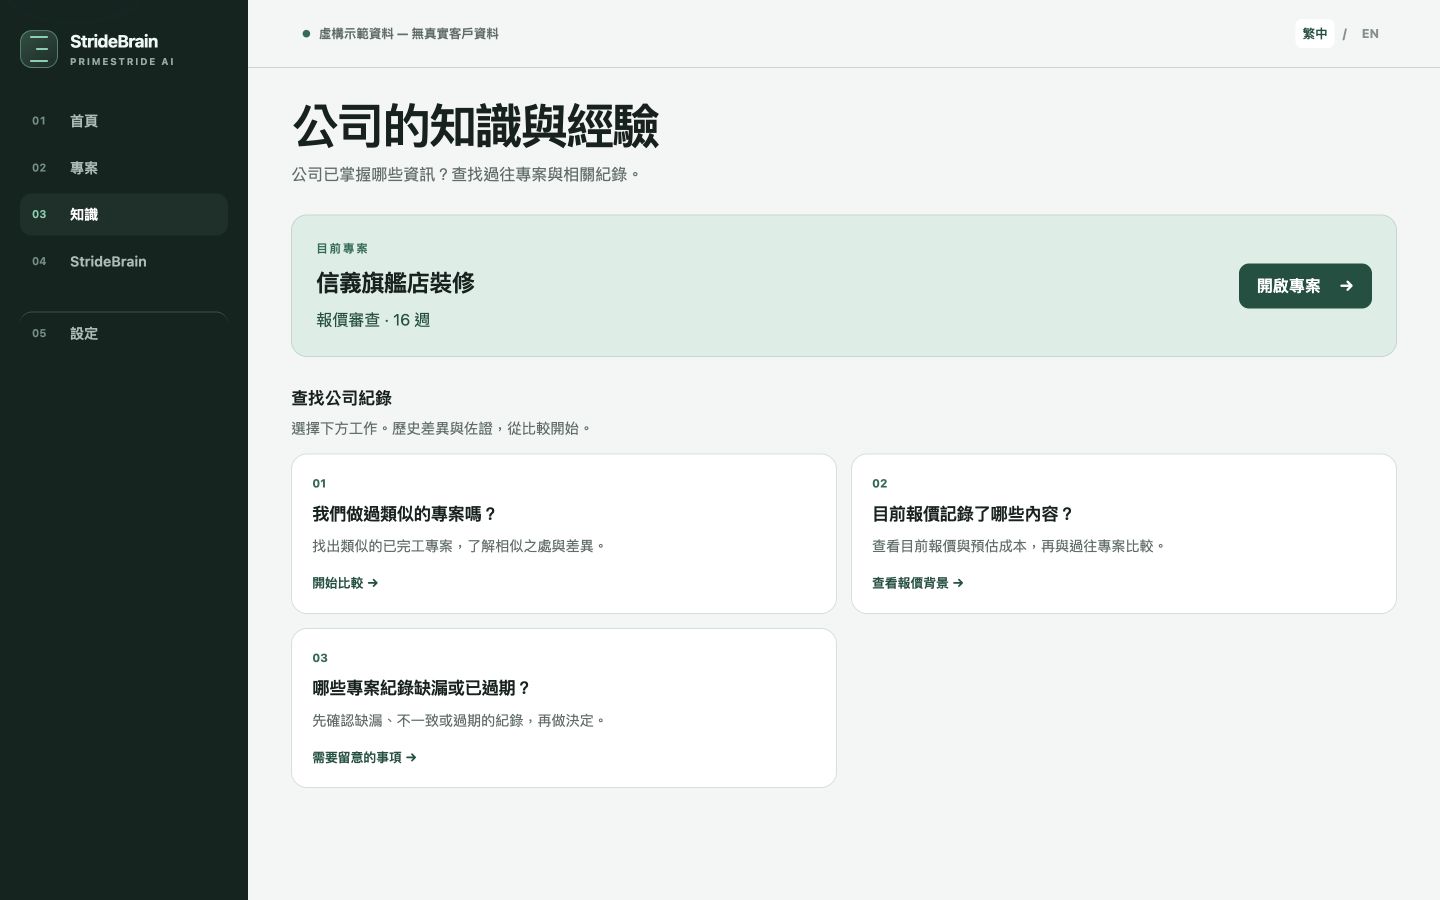 StrideBrain
PRIMESTRIDE AI
01 首頁
02 專案
03 知識
04 StrideBrain
05 設定
虛構示範資料 — 無真實客戶資料
繁中 / EN
公司的知識與經驗
公司已掌握哪些資訊？查找過往專案與相關紀錄。
目前專案
信義旗艦店裝修
報價審查 · 16 週
開啟專案 →
查找公司紀錄
選擇下方工作。歷史差異與佐證，從比較開始。
01
我們做過類似的專案嗎？
找出類似的已完工專案，了解相似之處與差異。
開始比較 →
02
目前報價記錄了哪些內容？
查看目前報價與預估成本，再與過往專案比較。
查看報價背景 →
03
哪些專案紀錄缺漏或已過期？
先確認缺漏、不一致或過期的紀錄，再做決定。
需要留意的事項 →